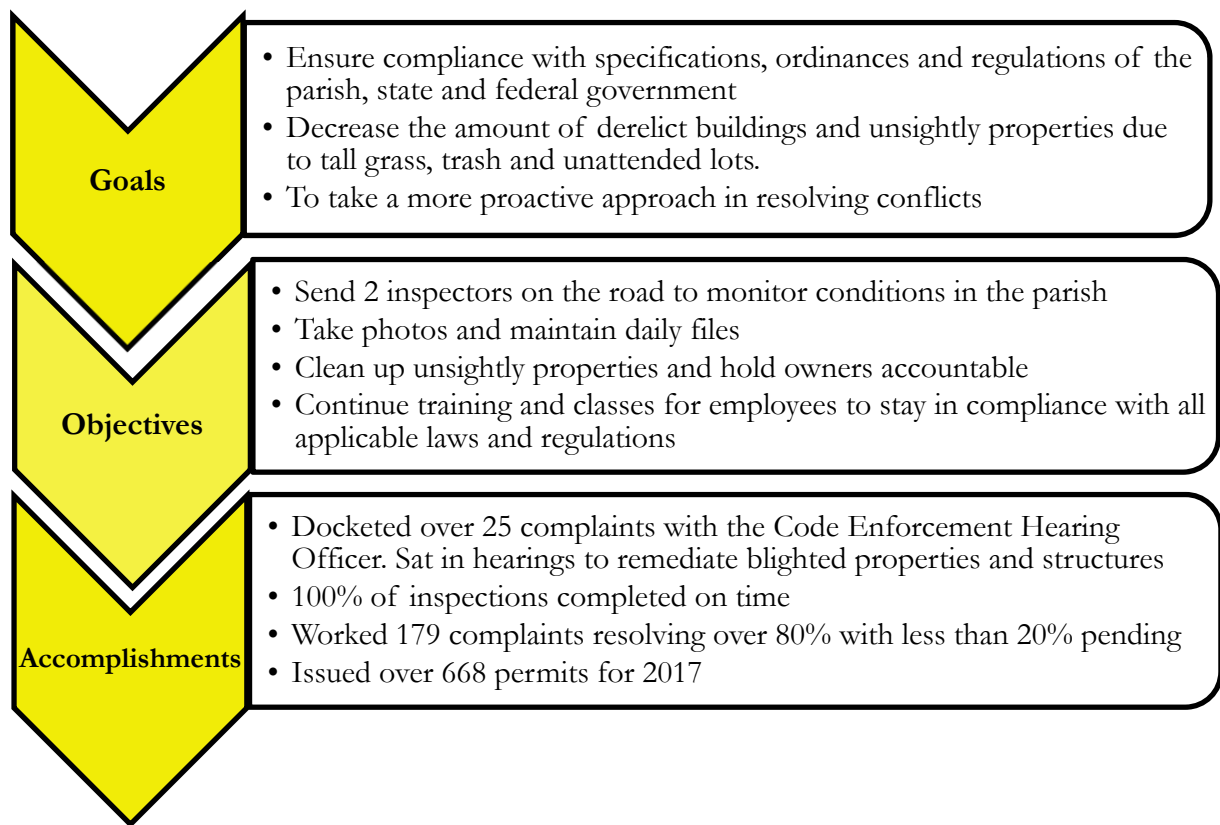 Goals
• Ensure compliance with specifications, ordinances and regulations of the
parish, state and federal government
• Decrease the amount of derelict buildings and unsightly properties due
to tall grass, trash and unattended lots.
• To take a more proactive approach in resolving conflicts
Objectives
• Send 2 inspectors on the road to monitor conditions in the parish
• Take photos and maintain daily files
• Clean up unsightly properties and hold owners accountable
• Continue training and classes for employees to stay in compliance with all
applicable laws and regulations
Accomplishments
• Docketed over 25 complaints with the Code Enforcement Hearing
Officer. Sat in hearings to remediate blighted properties and structures
• 100% of inspections completed on time
• Worked 179 complaints resolving over 80% with less than 20% pending
• Issued over 668 permits for 2017